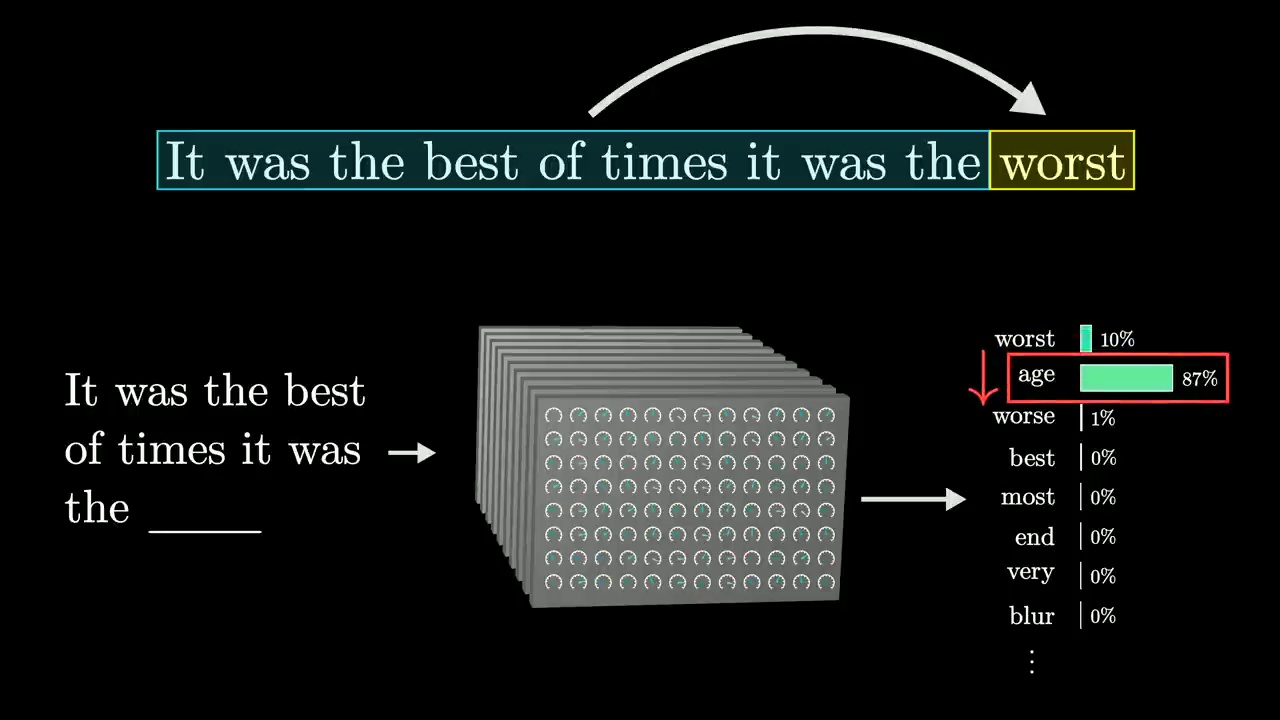 It was the best of times it was the worst
It was the best
of times it was
the _____
worst 10%
age 87%
worse 1%
best 0%
most 0%
end 0%
very 0%
blur 0%
⋮